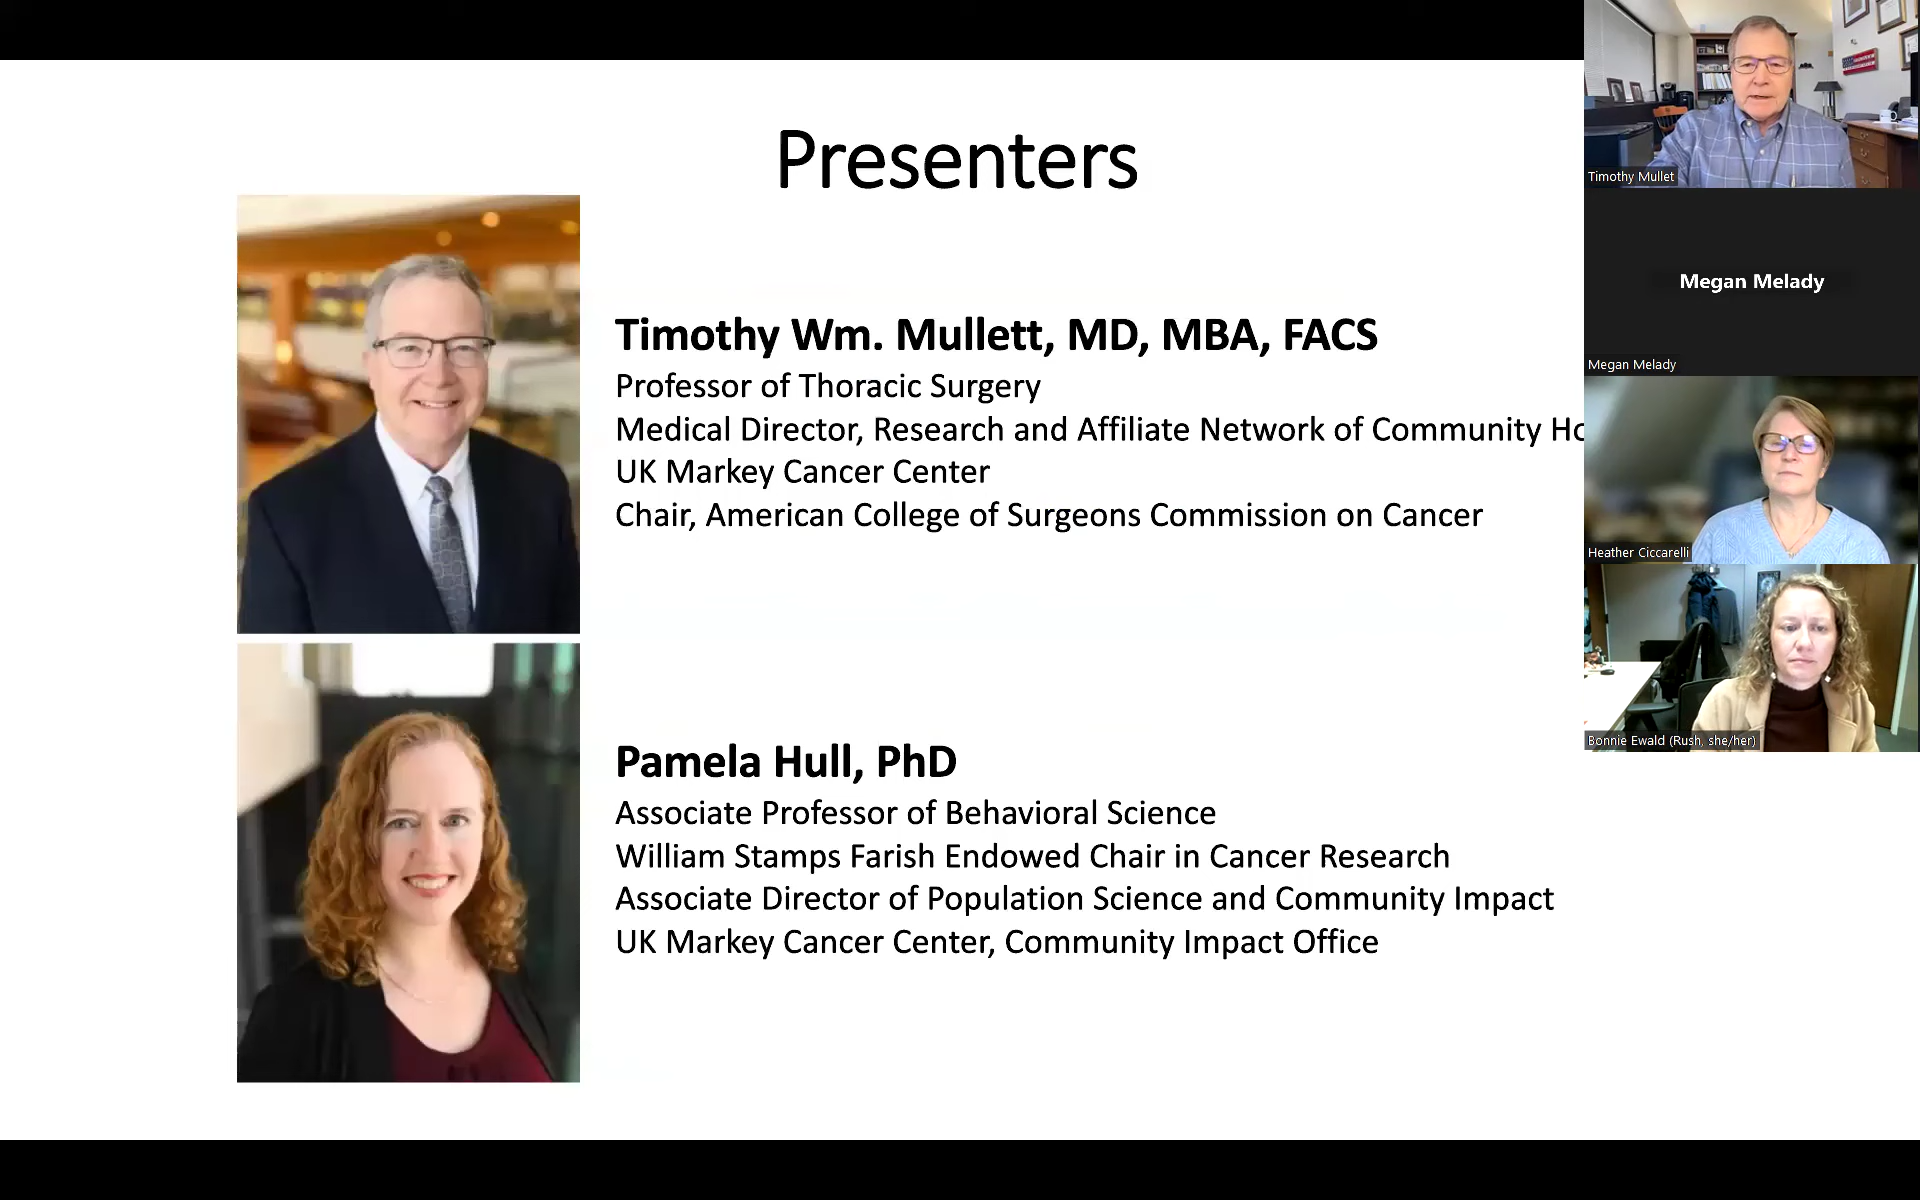 Presenters
Timothy Wm. Mullett, MD, MBA, FACS
Professor of Thoracic Surgery
Medical Director, Research and Affiliate Network of Community Ho
UK Markey Cancer Center
Chair, American College of Surgeons Commission on Cancer
Pamela Hull, PhD
Associate Professor of Behavioral Science
William Stamps Farish Endowed Chair in Cancer Research
Associate Director of Population Science and Community Impact
UK Markey Cancer Center, Community Impact Office
Timothy Mullet
Megan Melady
Megan Melady
Heather Ciccarelli
Bonnie Ewald (Rush, she/her)